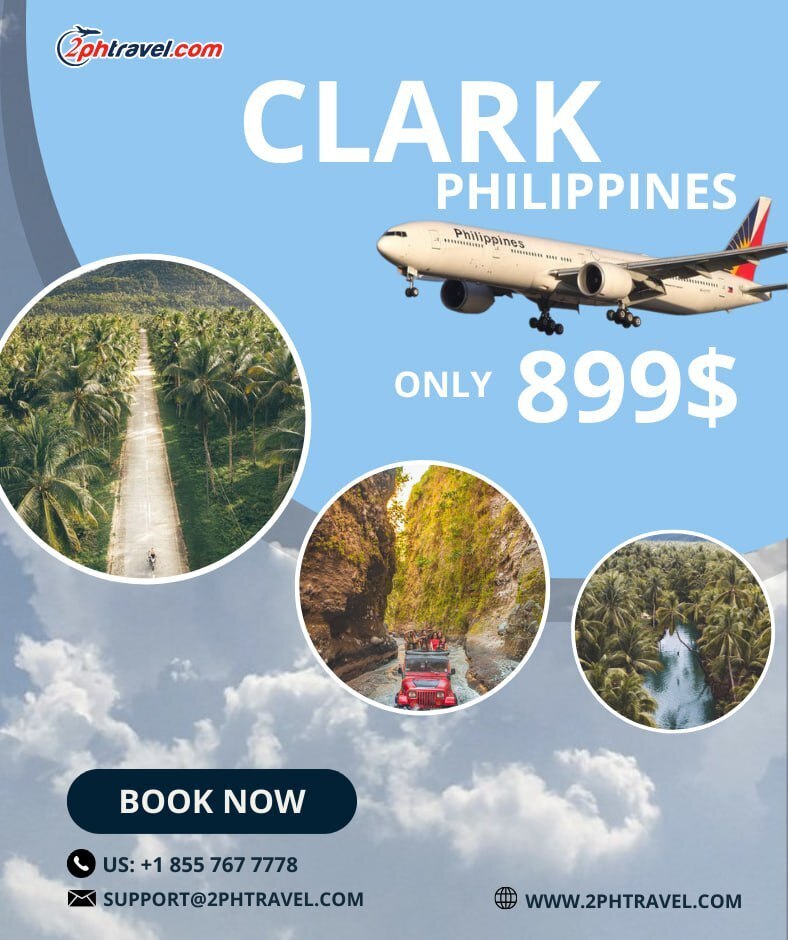 2phtravel.com
CLARK
PHILIPPINES
Philippines
ONLY 899$
BOOK NOW
US: +1 855 767 7778
SUPPORT@2PHTRAVEL.COM
WWW.2PHTRAVEL.COM